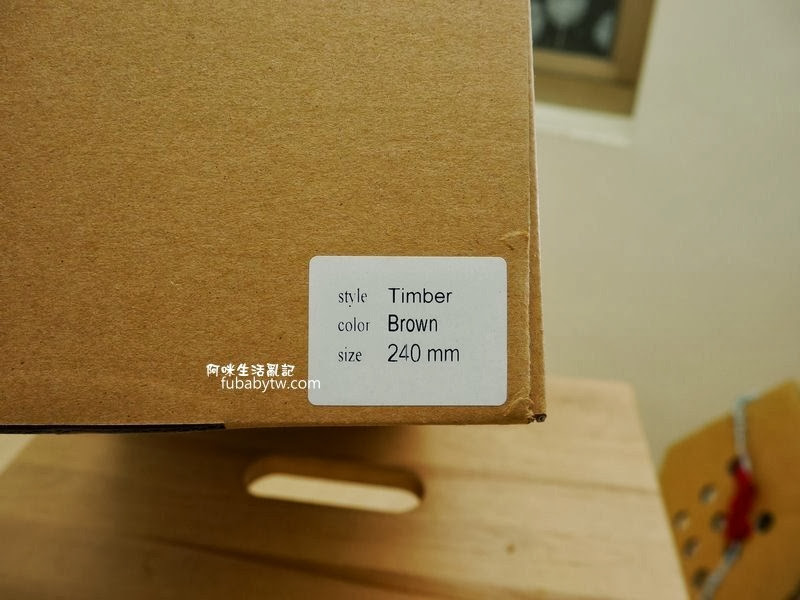 style Timber
color Brown
size 240 mm
阿咪生活亂記
fubabytw.com